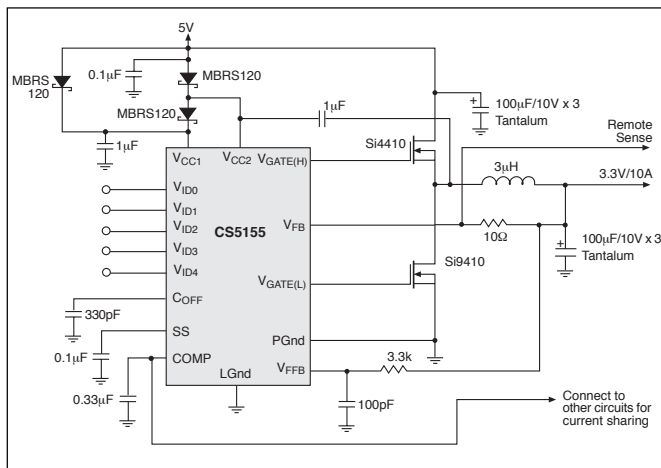 5V
MBRS
120
0.1μF
MBRS120
MBRS120
1μF
1μF
100μF/10V x 3
Tantalum
Remote
Sense
Si4410
3μH
3.3V/10A
VCC1
VCC2
VGATE(H)
VID0
VID1
VID2
VID3
VID4
CS5155
VFB
10Ω
100μF/10V x 3
Tantalum
Si9410
VGATE(L)
COFF
330pF
SS
PGnd
0.1μF
COMP
LGnd
VFFB
3.3k
0.33μF
100pF
Connect to
other circuits for
current sharing